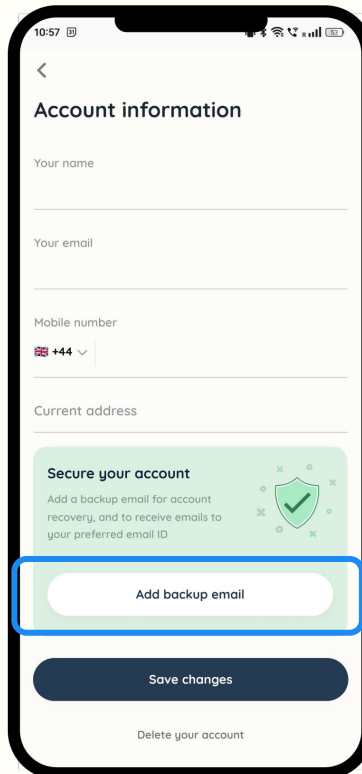 10:57 31
53
Account information
Your name
Your email
Mobile number
+44
Current address
Secure your account
Add a backup email for account
recovery, and to receive emails to
your preferred email ID
Add backup email
Save changes
Delete your account